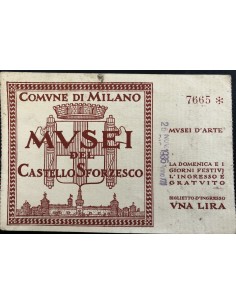 COMVNE DI MILANO
MVSEI
DEL
CASTELLO SFORZESCO
7665 *
MVSEI D'ARTE
LA DOMENICA E I
GIORNI FESTIVI
L'INGRESSO È
GRATVITO
BIGLIETTO D'INGRESSO
VNA LIRA